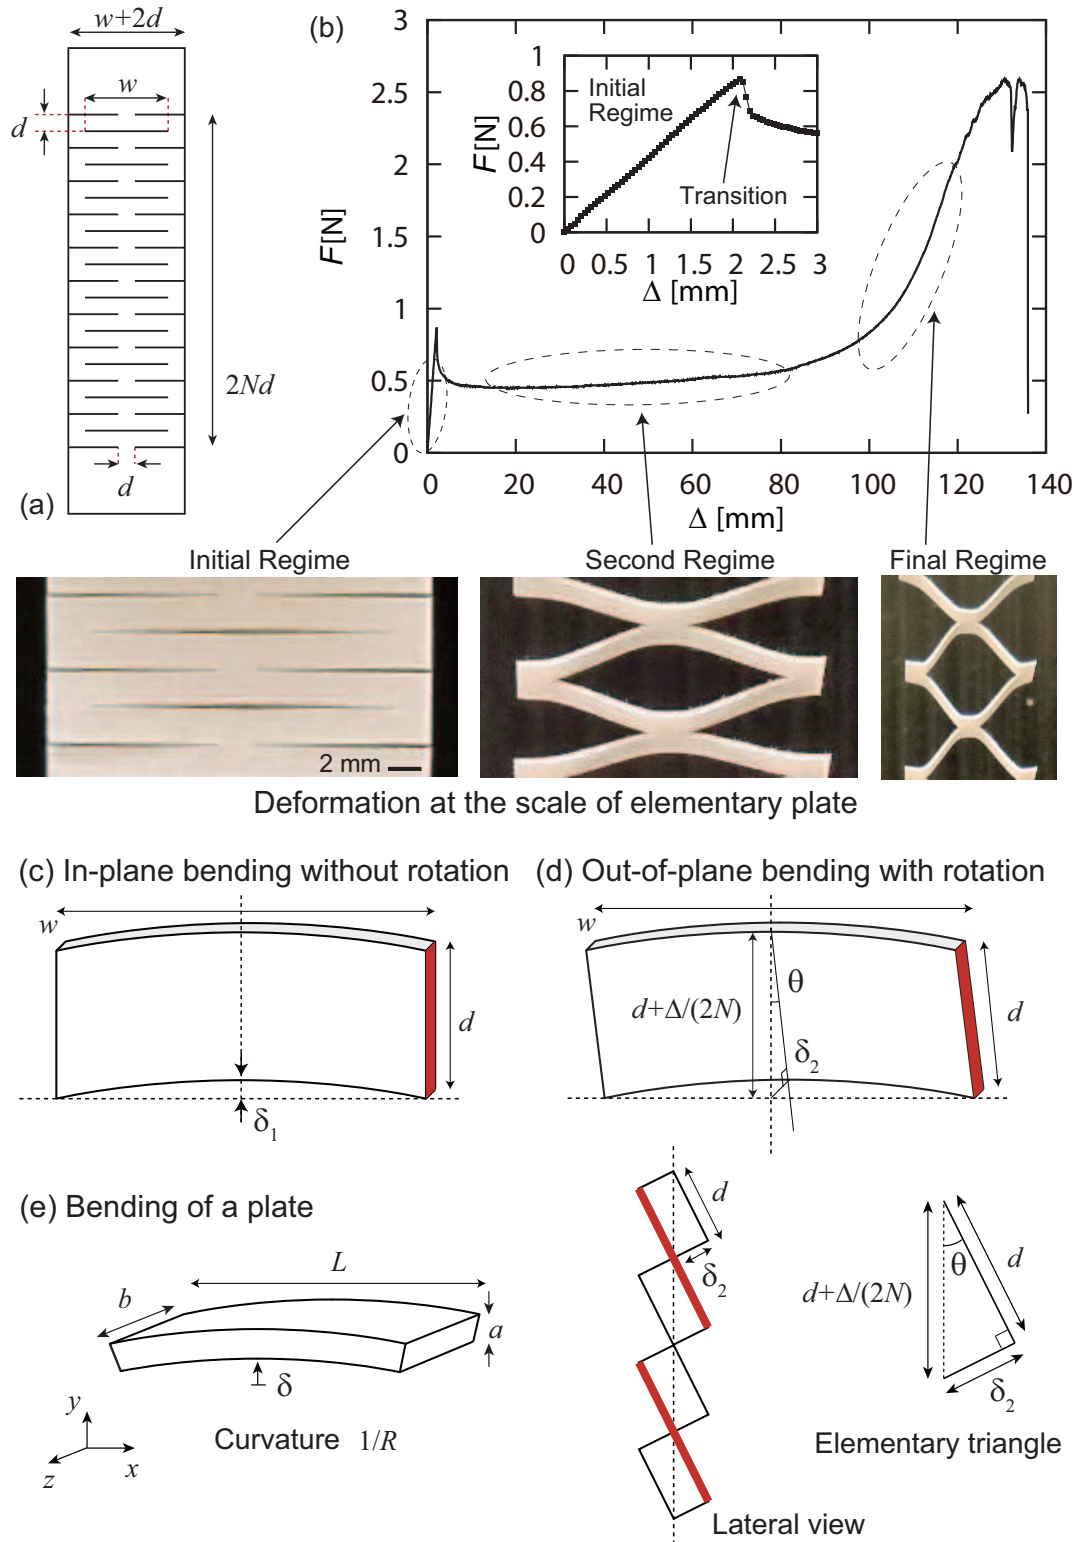 w+2d
w
d
2Nd
d
(a)
(b)
3
2.5
2
1.5
1
0.5
0
F[N]
0 20 40 60 80 100 120 140
Δ [mm]
1
0.8
0.6
0.4
0.2
0
F[N]
Initial
Regime
Transition
0 0.5 1 1.5 2 2.5 3
Δ [mm]
Initial Regime
Second Regime
Final Regime
2 mm
Deformation at the scale of elementary plate
(c) In-plane bending without rotation
w
d
δ1
(d) Out-of-plane bending with rotation
w
θ
d+Δ/(2N)
d
δ2
(e) Bending of a plate
L
b
a
δ
y
x
z
Curvature 1/R
d
δ2
Lateral view
θ
d
d+Δ/(2N)
δ2
Elementary triangle